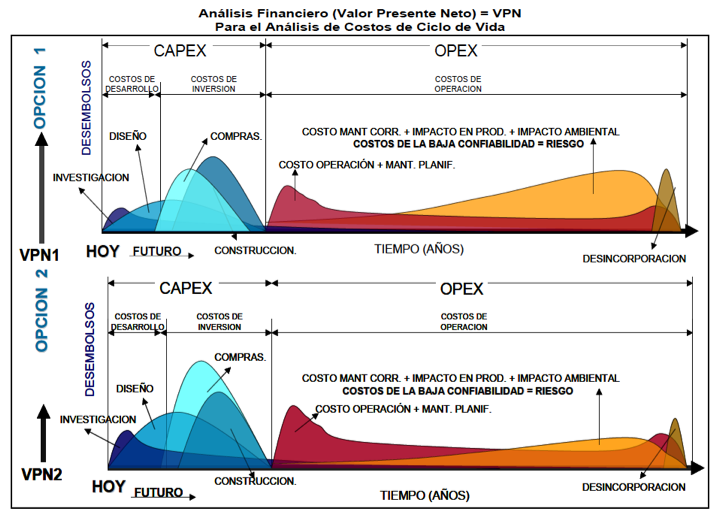 Análisis Financiero (Valor Presente Neto) = VPN
Para el Análisis de Costos de Ciclo de Vida
OPCION 1
VPN1
DESEMBOLSOS
CAPEX
OPEX
COSTOS DE
DESARROLLO
COSTOS DE
INVERSION
COSTOS DE
OPERACION
DISEÑO
COMPRAS.
INVESTIGACION
COSTO MANT CORR. + IMPACTO EN PROD. + IMPACTO AMBIENTAL
COSTOS DE LA BAJA CONFIABILIDAD = RIESGO
COSTO OPERACIÓN + MANT. PLANIF.
HOY
FUTURO
CONSTRUCCION.
TIEMPO (AÑOS)
DESINCORPORACION
OPCION 2
VPN2
DESEMBOLSOS
CAPEX
OPEX
COSTOS DE
DESARROLLO
COSTOS DE
INVERSION
COSTOS DE
OPERACION
COMPRAS.
DISEÑO
INVESTIGACION
COSTO MANT CORR. + IMPACTO EN PROD. + IMPACTO AMBIENTAL
COSTOS DE LA BAJA CONFIABILIDAD = RIESGO
COSTO OPERACIÓN + MANT. PLANIF.
HOY
FUTURO
CONSTRUCCION.
TIEMPO (AÑOS)
DESINCORPORACION